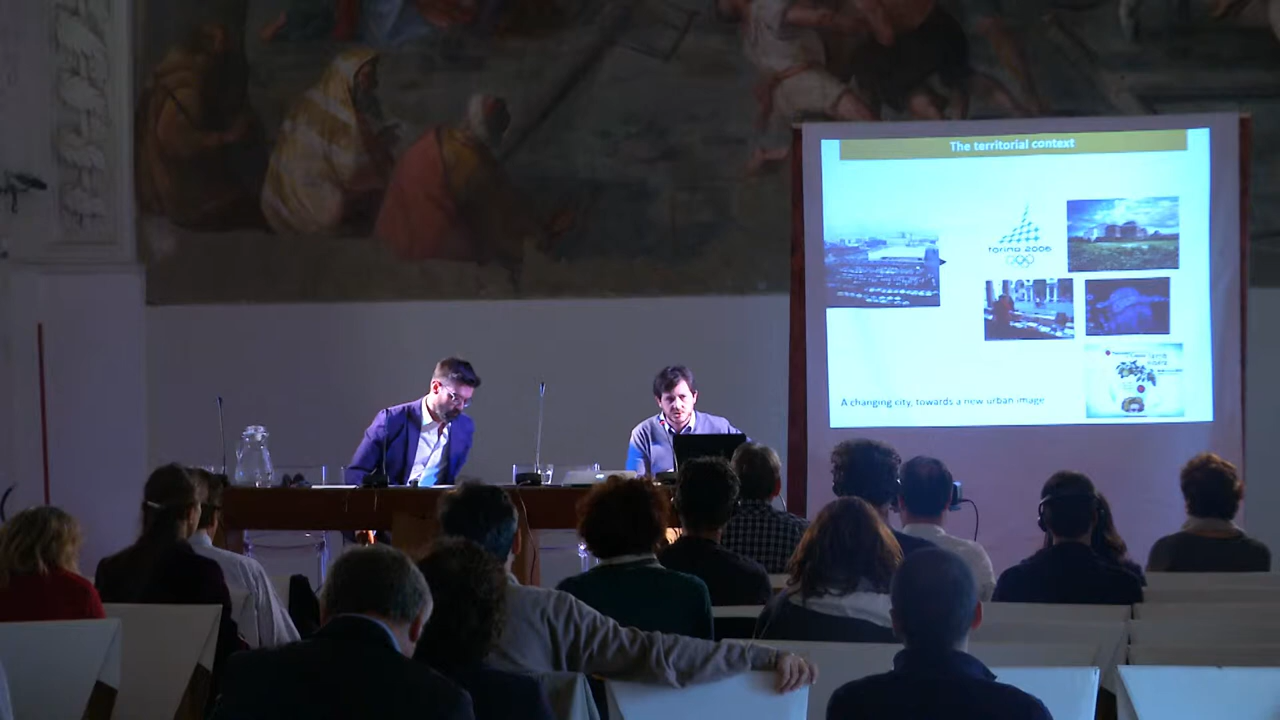 The territorial context
torino 2006
A changing city, towards a new urban image